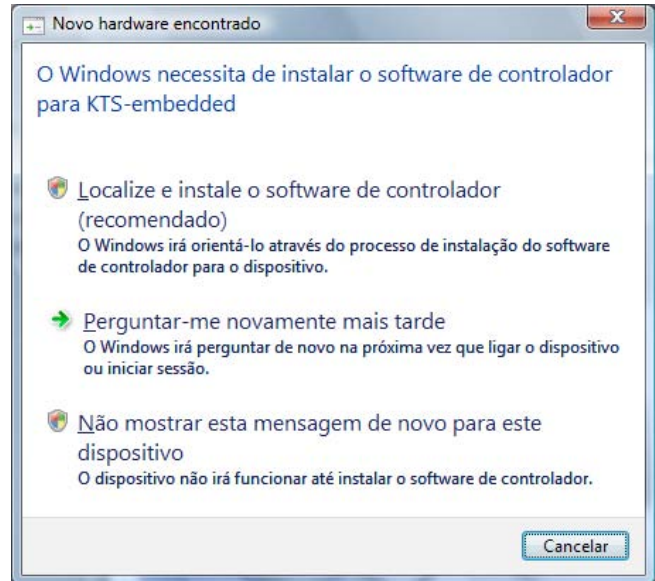 Novo hardware encontrado
O Windows necessita de instalar o software de controlador
para KTS-embedded
Localize e instale o software de controlador
(recomendado)
O Windows irá orientá-lo através do processo de instalação do software
de controlador para o dispositivo.
Perguntar-me novamente mais tarde
O Windows irá perguntar de novo na próxima vez que ligar o dispositivo
ou iniciar sessão.
Não mostrar esta mensagem de novo para este
dispositivo
O dispositivo não irá funcionar até instalar o software de controlador.
Cancelar